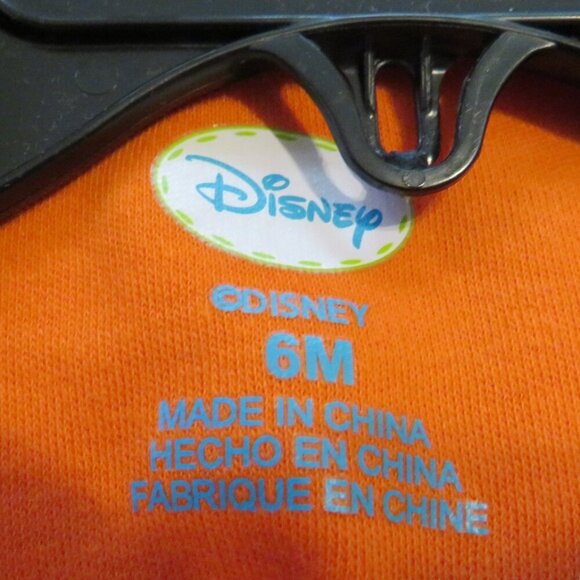 Disney
©DISNEY
6M
MADE IN CHINA
HECHO EN CHINA
FABRIQUE EN CHINE